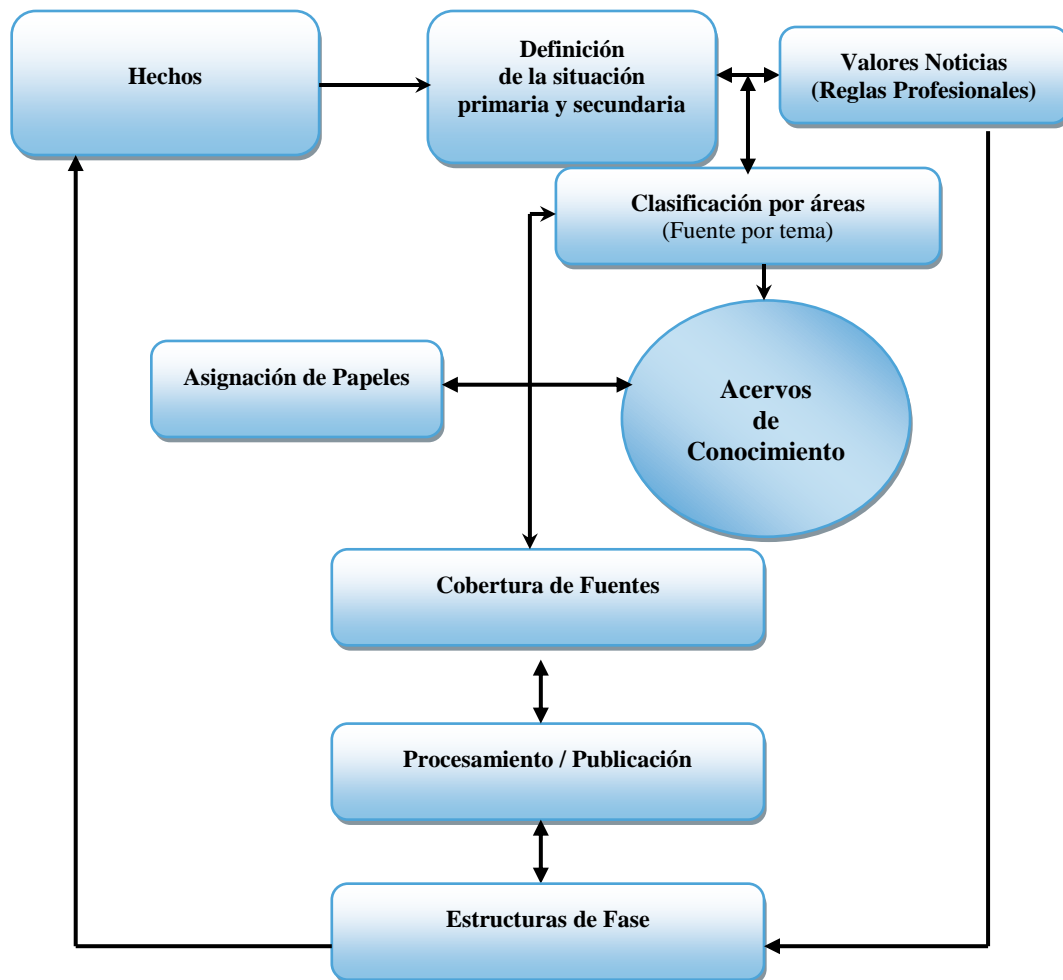 Hechos
Definición
de la situación
primaria y secundaria
Valores Noticias
(Reglas Profesionales)
Clasificación por áreas
(Fuente por tema)
Asignación de Papeles
Acervos
de
Conocimiento
Cobertura de Fuentes
Procesamiento / Publicación
Estructuras de Fase